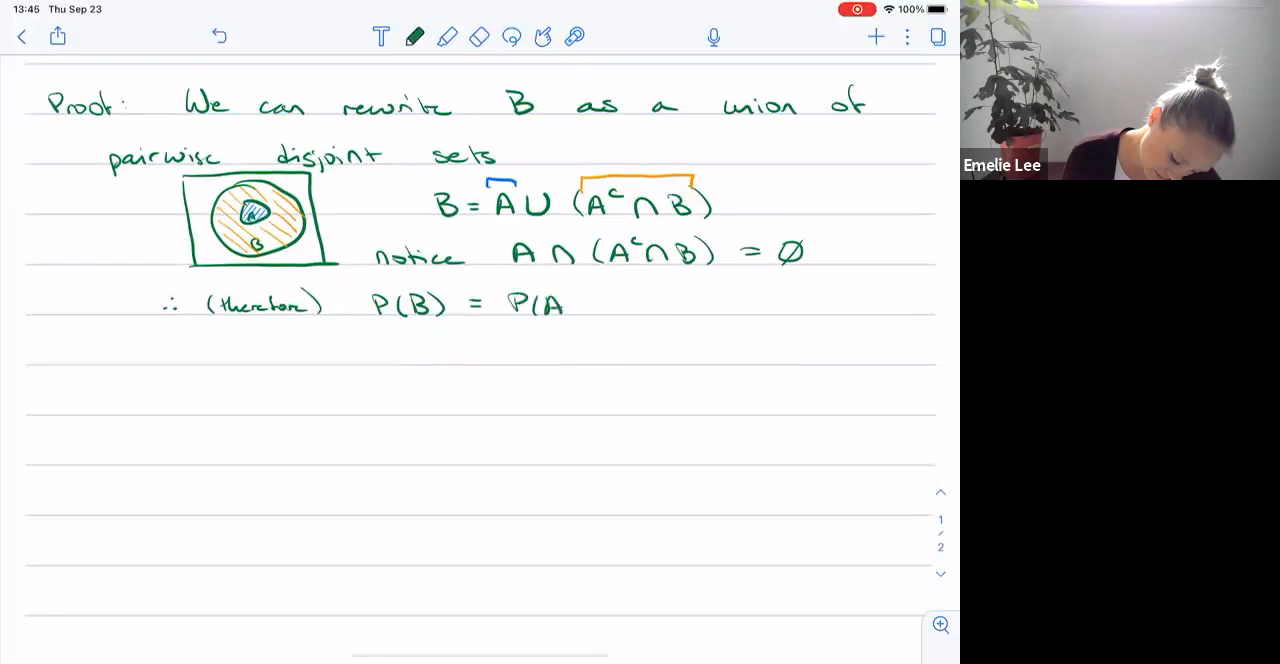 13:45 Thu Sep 23
100%
Proof: We can rewrite B as a union of
pairwise disjoint sets
B = A ∪ (Aᶜ ∩ B)
A
B
notice A ∩ (Aᶜ ∩ B) = ∅
∴ (therefore) P(B) = P(A
Emelie Lee
1
/
2